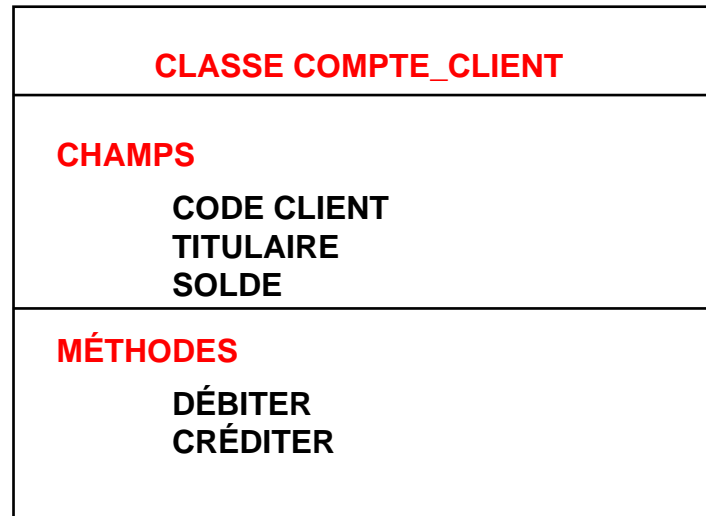 CLASSE COMPTE_CLIENT
CHAMPS
CODE CLIENT
TITULAIRE
SOLDE
MÉTHODES
DÉBITER
CRÉDITER